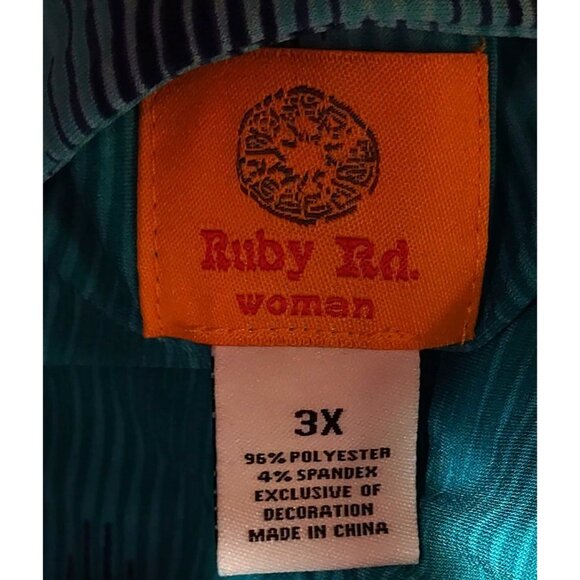 Ruby Rd.
woman
3X
96% POLYESTER
4% SPANDEX
EXCLUSIVE OF
DECORATION
MADE IN CHINA